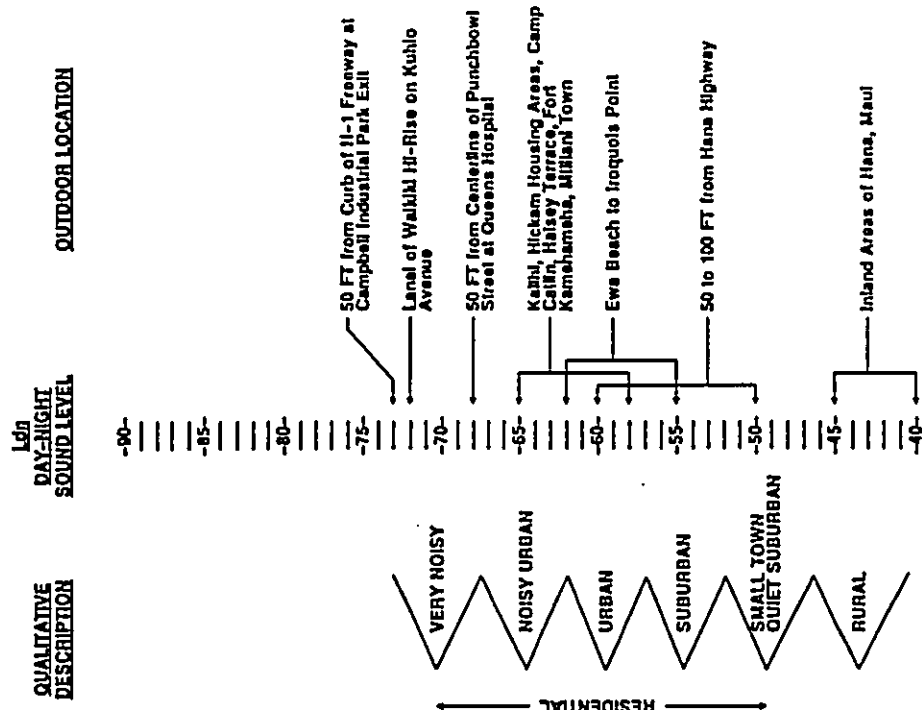 QUALITATIVE
DESCRIPTION
Ldn
DAY-NIGHT
SOUND LEVEL
OUTDOOR LOCATION
-90-
-85-
-80-
-75-
-70-
-65-
-60-
-55-
-50-
-45-
-40-
RESIDENTIAL
VERY NOISY
NOISY URBAN
URBAN
SUBURBAN
SMALL TOWN
QUIET SUBURBAN
RURAL
50 FT from Curb of H-1 Freeway at
Campbell Industrial Park Exit
Lanai of Waikiki Hi-Rise on Kuhio
Avenue
50 FT from Centerline of Punchbowl
Street at Queens Hospital
Kalihi, Hickam Housing Areas, Camp
Catlin, Halsey Terrace, Fort
Kamehameha, Mililani Town
Ewa Beach to Iroquois Point
50 to 100 FT from Hana Highway
Inland Areas of Hana, Maui